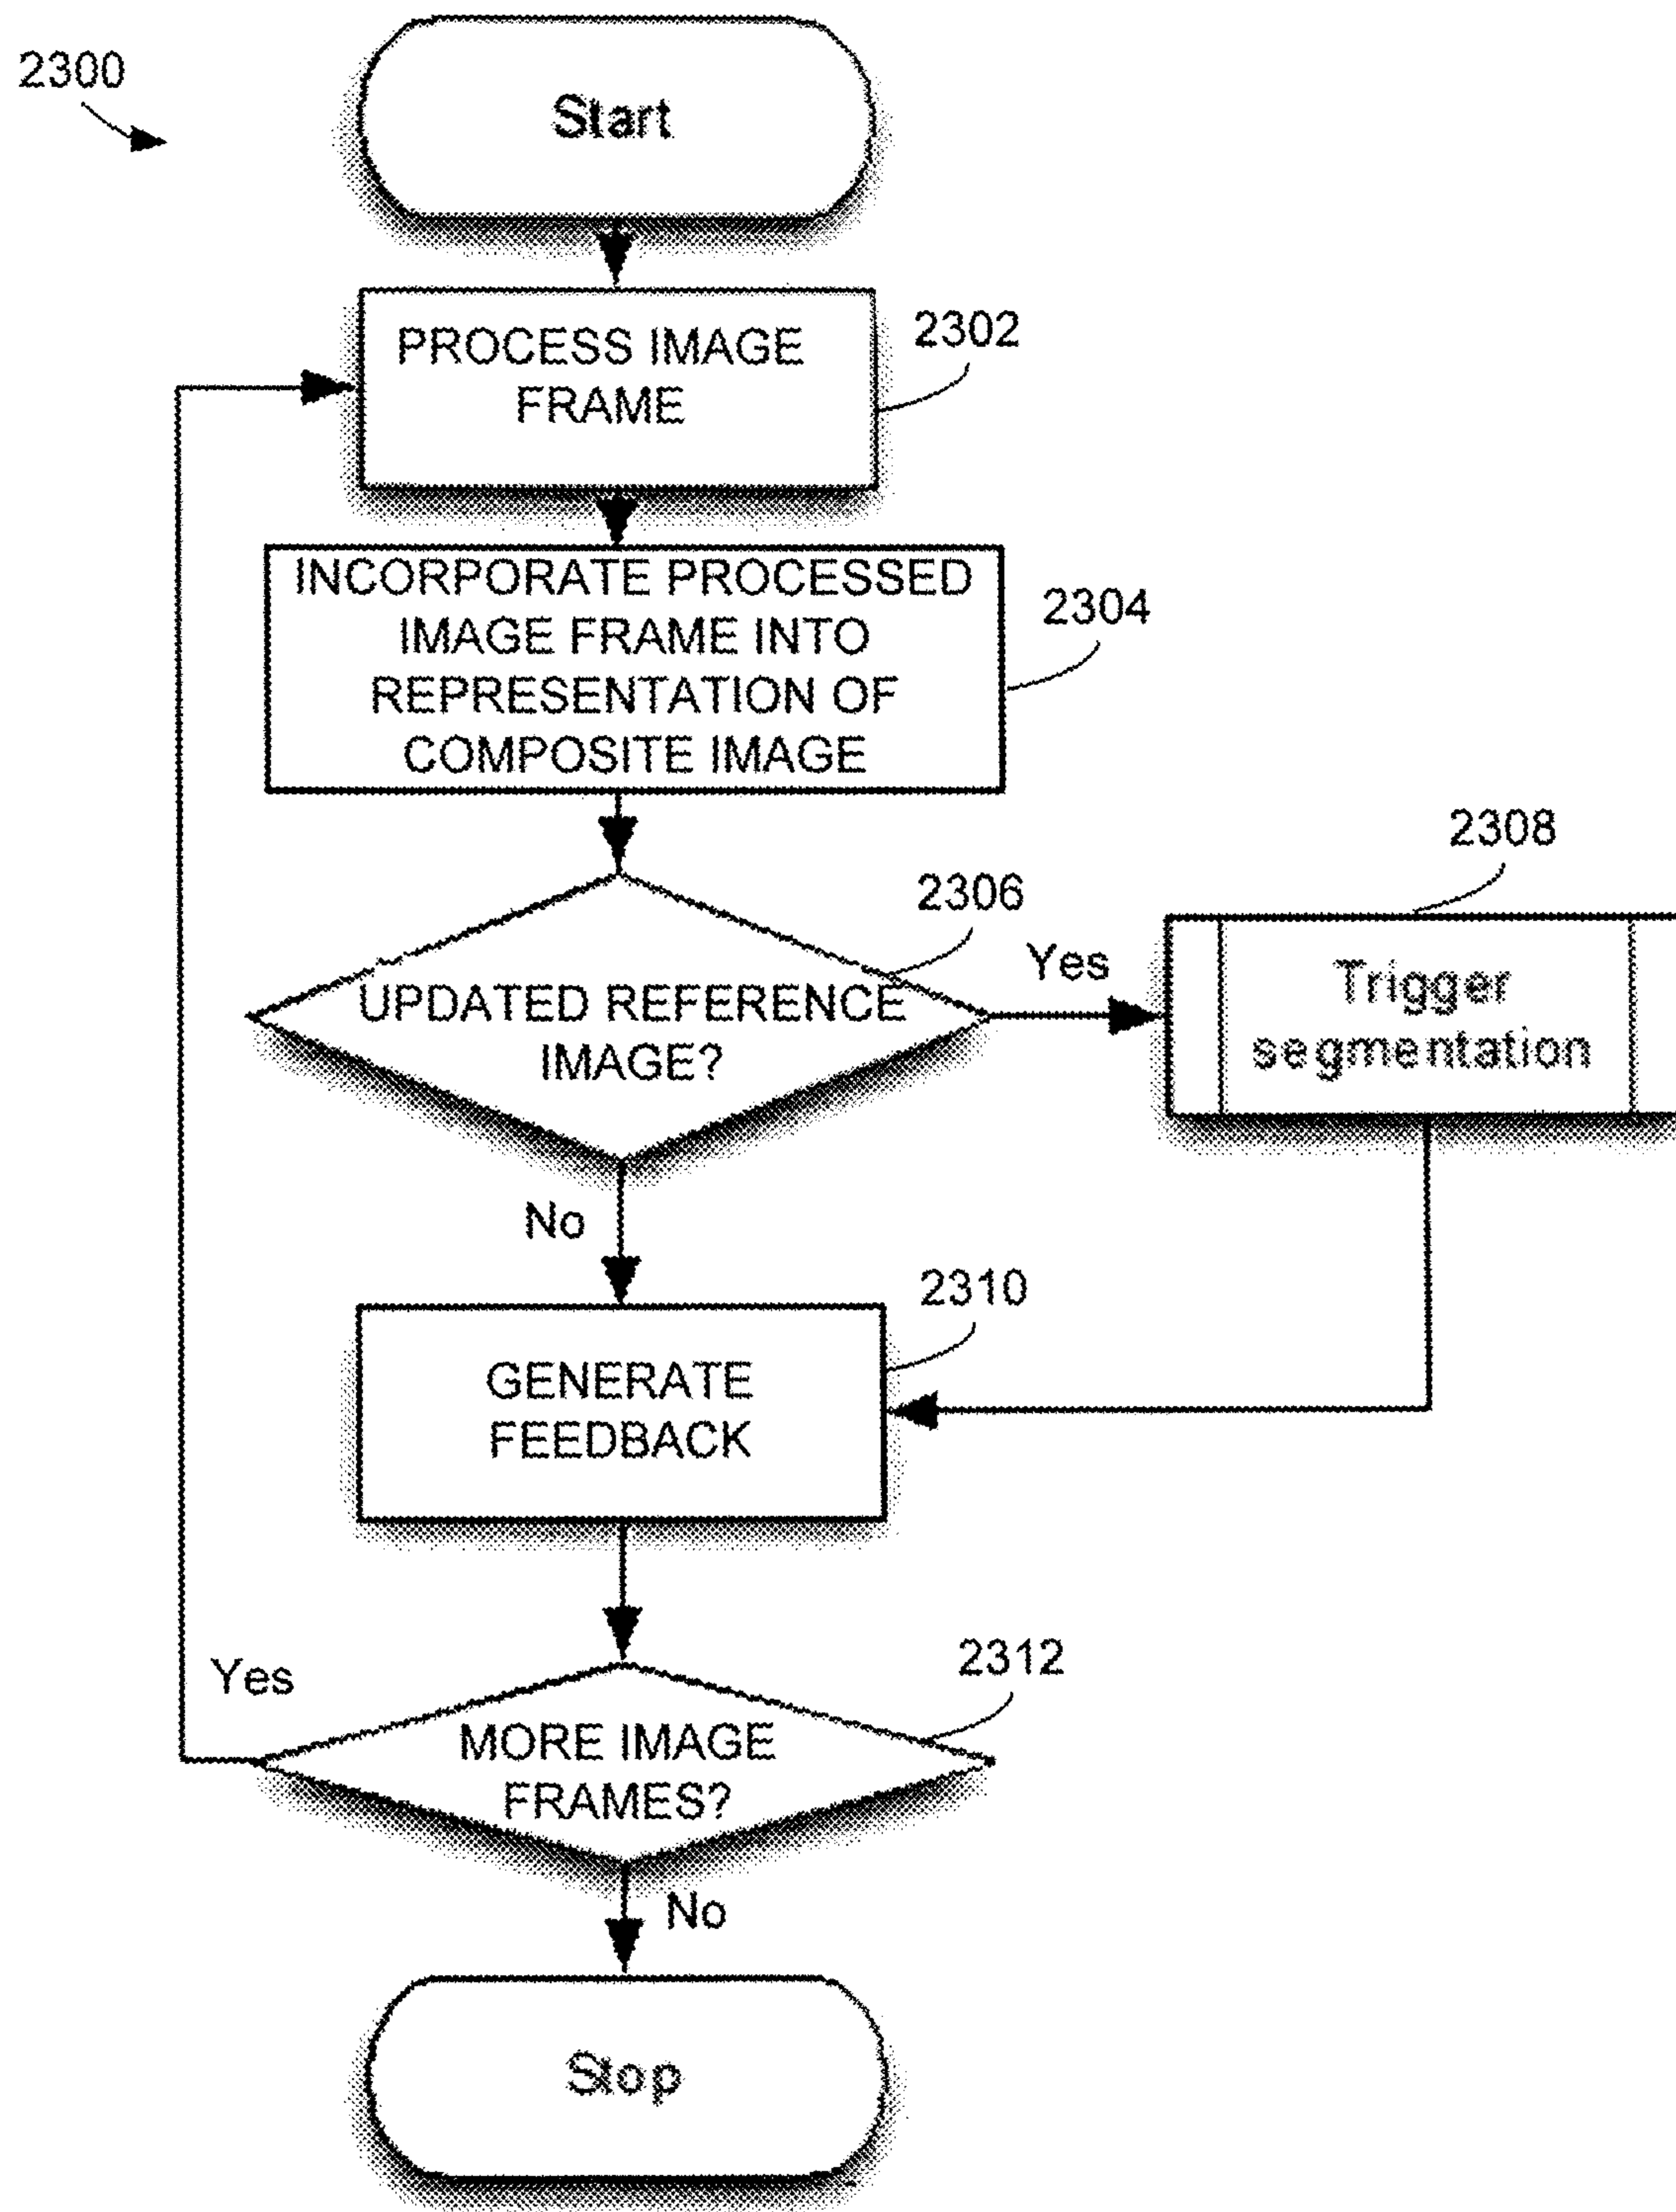 2300
Start
PROCESS IMAGE
FRAME
2302
INCORPORATE PROCESSED
IMAGE FRAME INTO
REPRESENTATION OF
COMPOSITE IMAGE
2304
UPDATED REFERENCE
IMAGE?
2306
Yes
2308
Trigger
segmentation
No
2310
GENERATE
FEEDBACK
Yes
2312
MORE IMAGE
FRAMES?
No
Stop